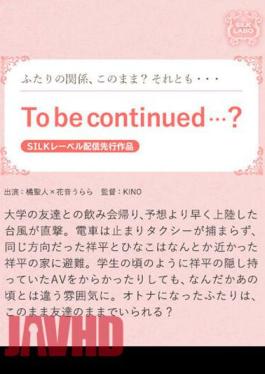 SILK LABO
ふたりの関係、このまま？それとも・・・
To be continued…?
SILKレーベル配信先行作品
出演：橘聖人×花音うらら　監督：KINO
大学の友達との飲み会帰り、予想より早く上陸した
台風が直撃。電車は止まりタクシーが捕まらず、
同じ方向だった祥平とひなこはなんとか近かった
祥平の家に避難。学生の頃のように祥平の隠し持
っていたAVをからかったりしても、なんだかあの
頃とは違う雰囲気に。オトナになったふたりは、
このまま友達のままでいられる？
JAVHD
TODAY